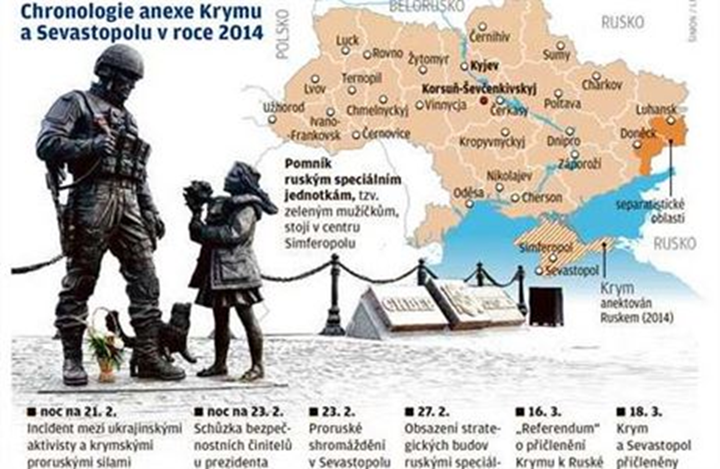 Chronologie anexe Krymu
a Sevastopolu v roce 2014
POLSKO
BĚLORUSKO
RUSKO
Luck
Rovno
Žytomyr
Kyjev
Černihiv
Sumy
Lvov
Ternopil
Korsuň-Ševčenkivskyj
Charkov
Užhorod
Chmelnyckyj
Vinnycja
Čerkasy
Poltava
Luhansk
Ivano-
-Frankovsk
Černovice
Kropyvnyckyj
Dnipro
Doněck
Záporoží
Pomník
ruským speciálním
jednotkám, tzv.
zeleným mužíčkům,
stojí v centru
Simferopolu
Nikolajev
Oděsa
Cherson
separatistické
oblasti
RUSKO
Simferopol
Sevastopol
Krym
anektován
Ruskem (2014)
■ noc na 21. 2.
Incident mezi ukrajinskými
aktivisty a krymskými
proruskými silami
■ noc na 23. 2.
Schůzka bezpeč-
nostních činitelů
u prezidenta
■ 23. 2.
Proruské
shromáždění
v Sevastopolu
■ 27. 2.
Obsazení strate-
gických budov
ruskými speciál-
■ 16. 3.
„Referendum"
o přičlenění
Krymu k Ruské
■ 18. 3.
Krym
a Sevastopol
přičleněny